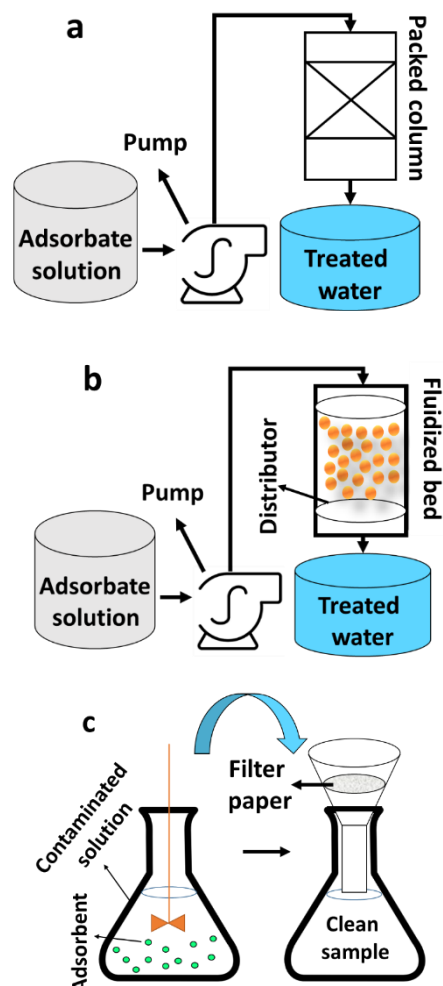 a
Packed column
Pump
Adsorbate
solution
Treated
water
b
Fluidized bed
Distributor
Pump
Adsorbate
solution
Treated
water
c
Contaminated
solution
Filter
paper
Adsorbent
Clean
sample